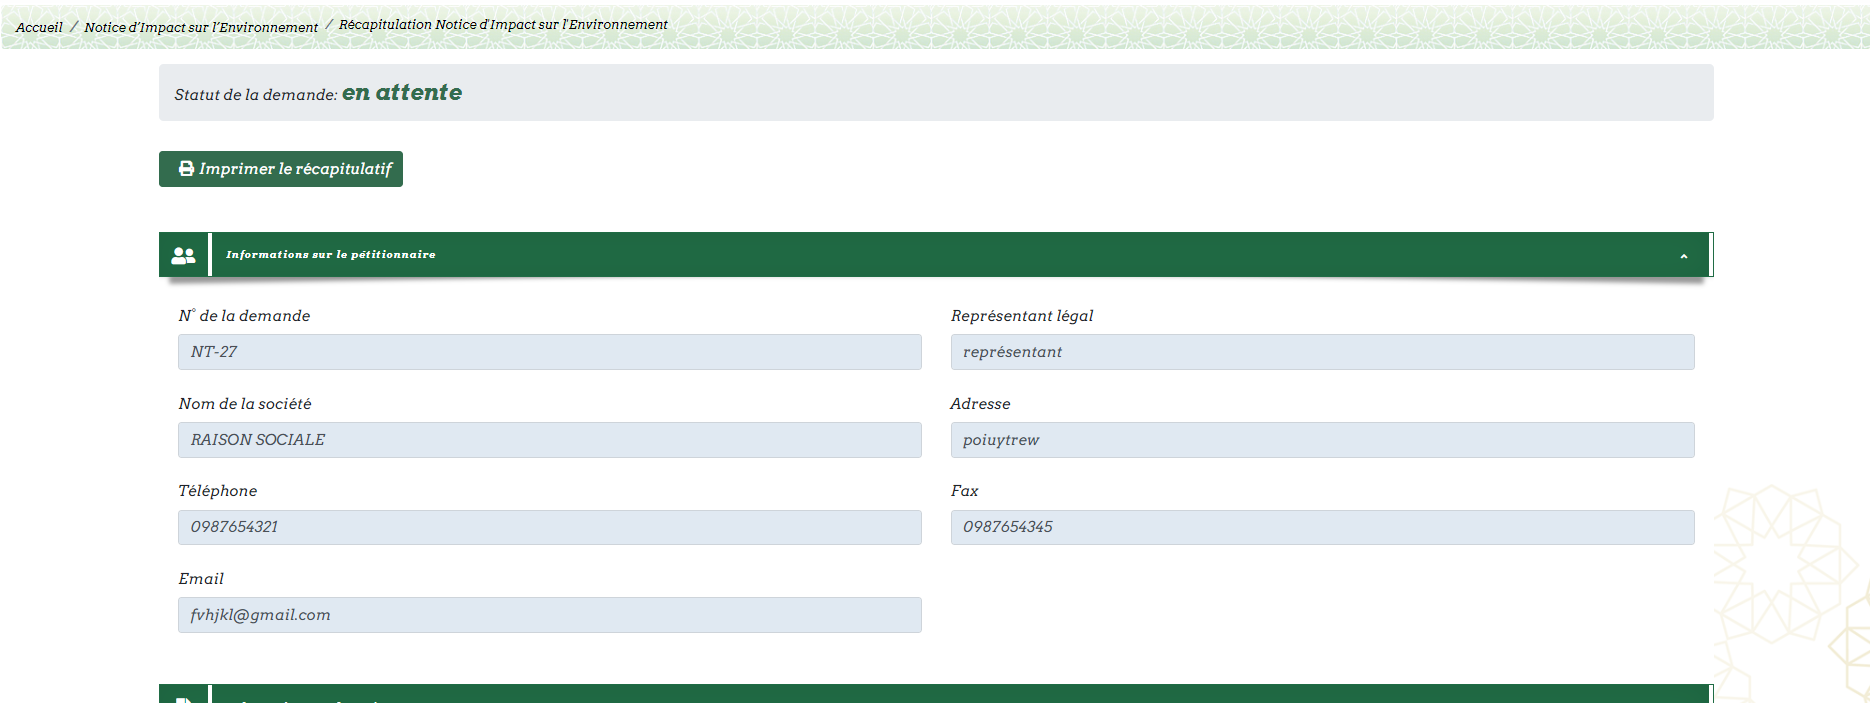 Accueil / Notice d’Impact sur l’Environnement / Récapitulation Notice d'Impact sur l'Environnement
Statut de la demande: en attente
Imprimer le récapitulatif
Informations sur le pétitionnaire
N° de la demande
NT-27
Représentant légal
représentant
Nom de la société
RAISON SOCIALE
Adresse
poiuytrew
Téléphone
0987654321
Fax
0987654345
Email
fvhjkl@gmail.com